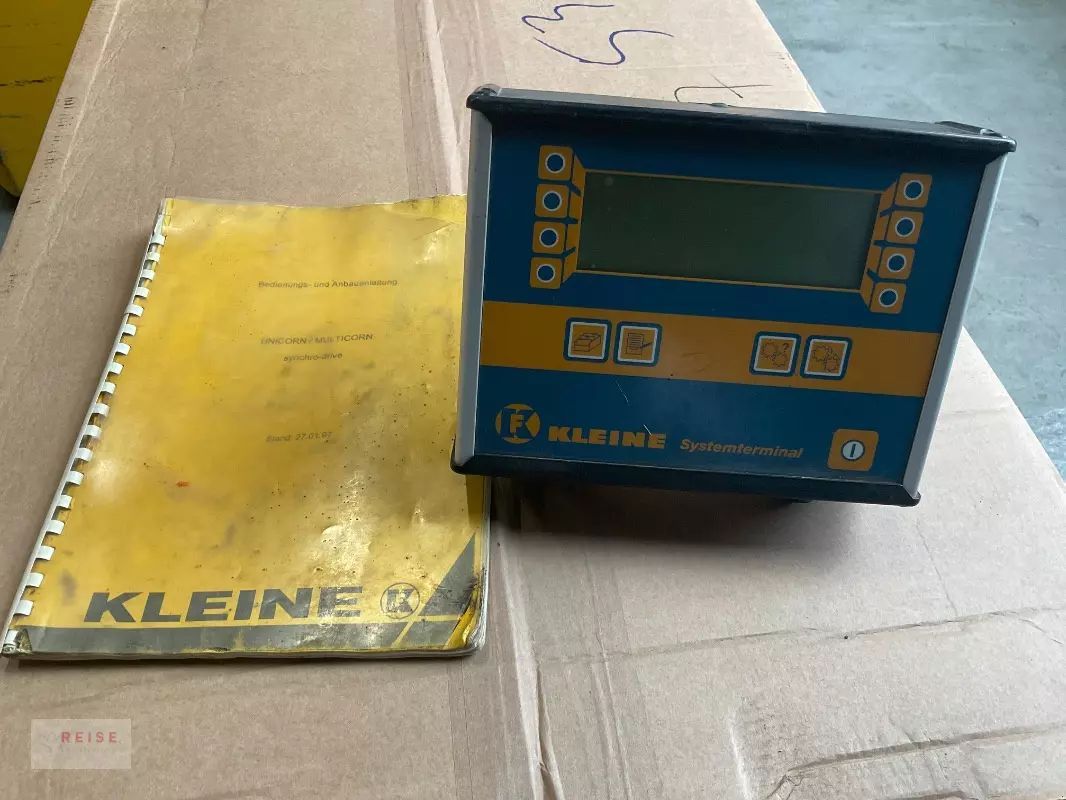 Bedienungs- und Anbauanleitung
UNICORN - MULTICORN
synchro-drive
Stand: 27.01.97
KLEINE
KLEINE Systemterminal
REISE